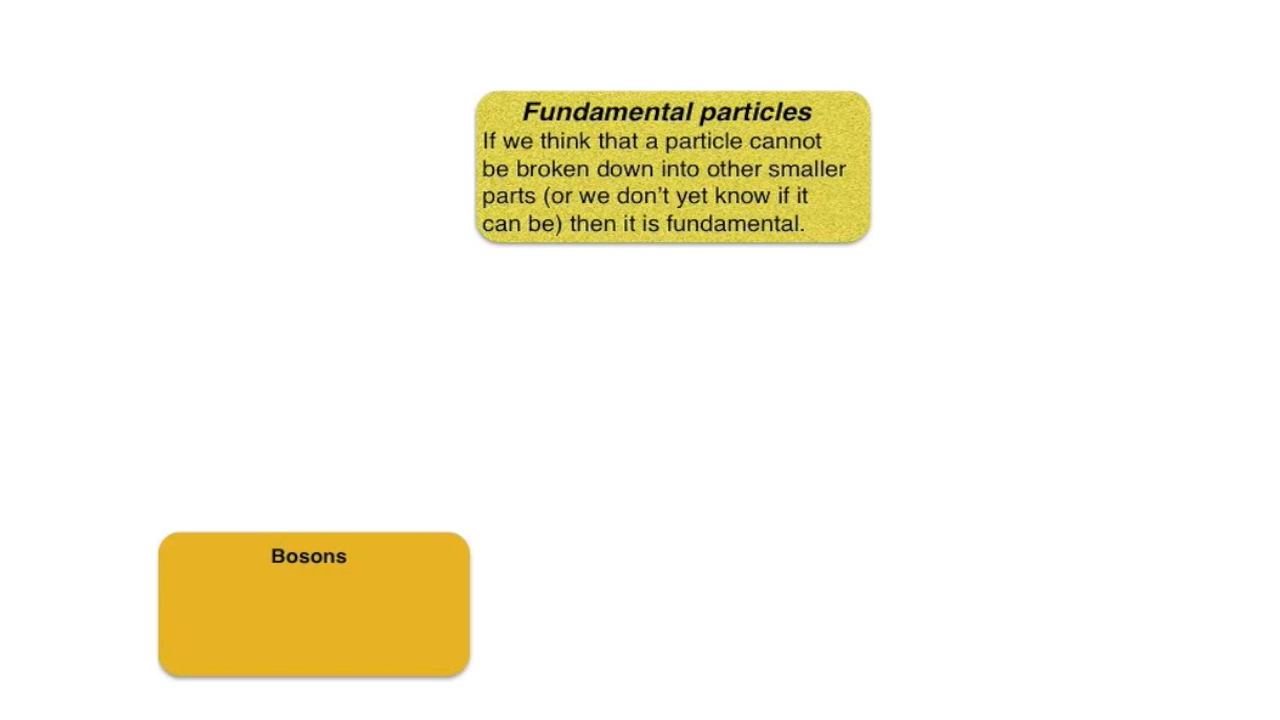 Fundamental particles
If we think that a particle cannot
be broken down into other smaller
parts (or we don’t yet know if it
can be) then it is fundamental.
Bosons